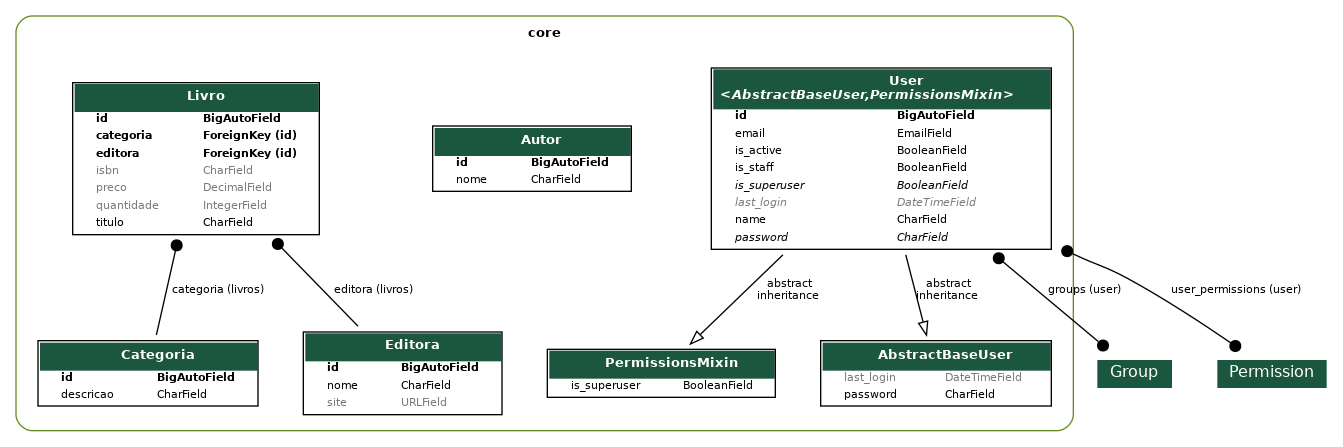 core
Livro
id BigAutoField
categoria ForeignKey (id)
editora ForeignKey (id)
isbn CharField
preco DecimalField
quantidade IntegerField
titulo CharField
Autor
id BigAutoField
nome CharField
User
<AbstractBaseUser,PermissionsMixin>
id BigAutoField
email EmailField
is_active BooleanField
is_staff BooleanField
is_superuser BooleanField
last_login DateTimeField
name CharField
password CharField
categoria (livros)
editora (livros)
abstract
inheritance
abstract
inheritance
groups (user)
user_permissions (user)
Categoria
id BigAutoField
descricao CharField
Editora
id BigAutoField
nome CharField
site URLField
PermissionsMixin
is_superuser BooleanField
AbstractBaseUser
last_login DateTimeField
password CharField
Group
Permission